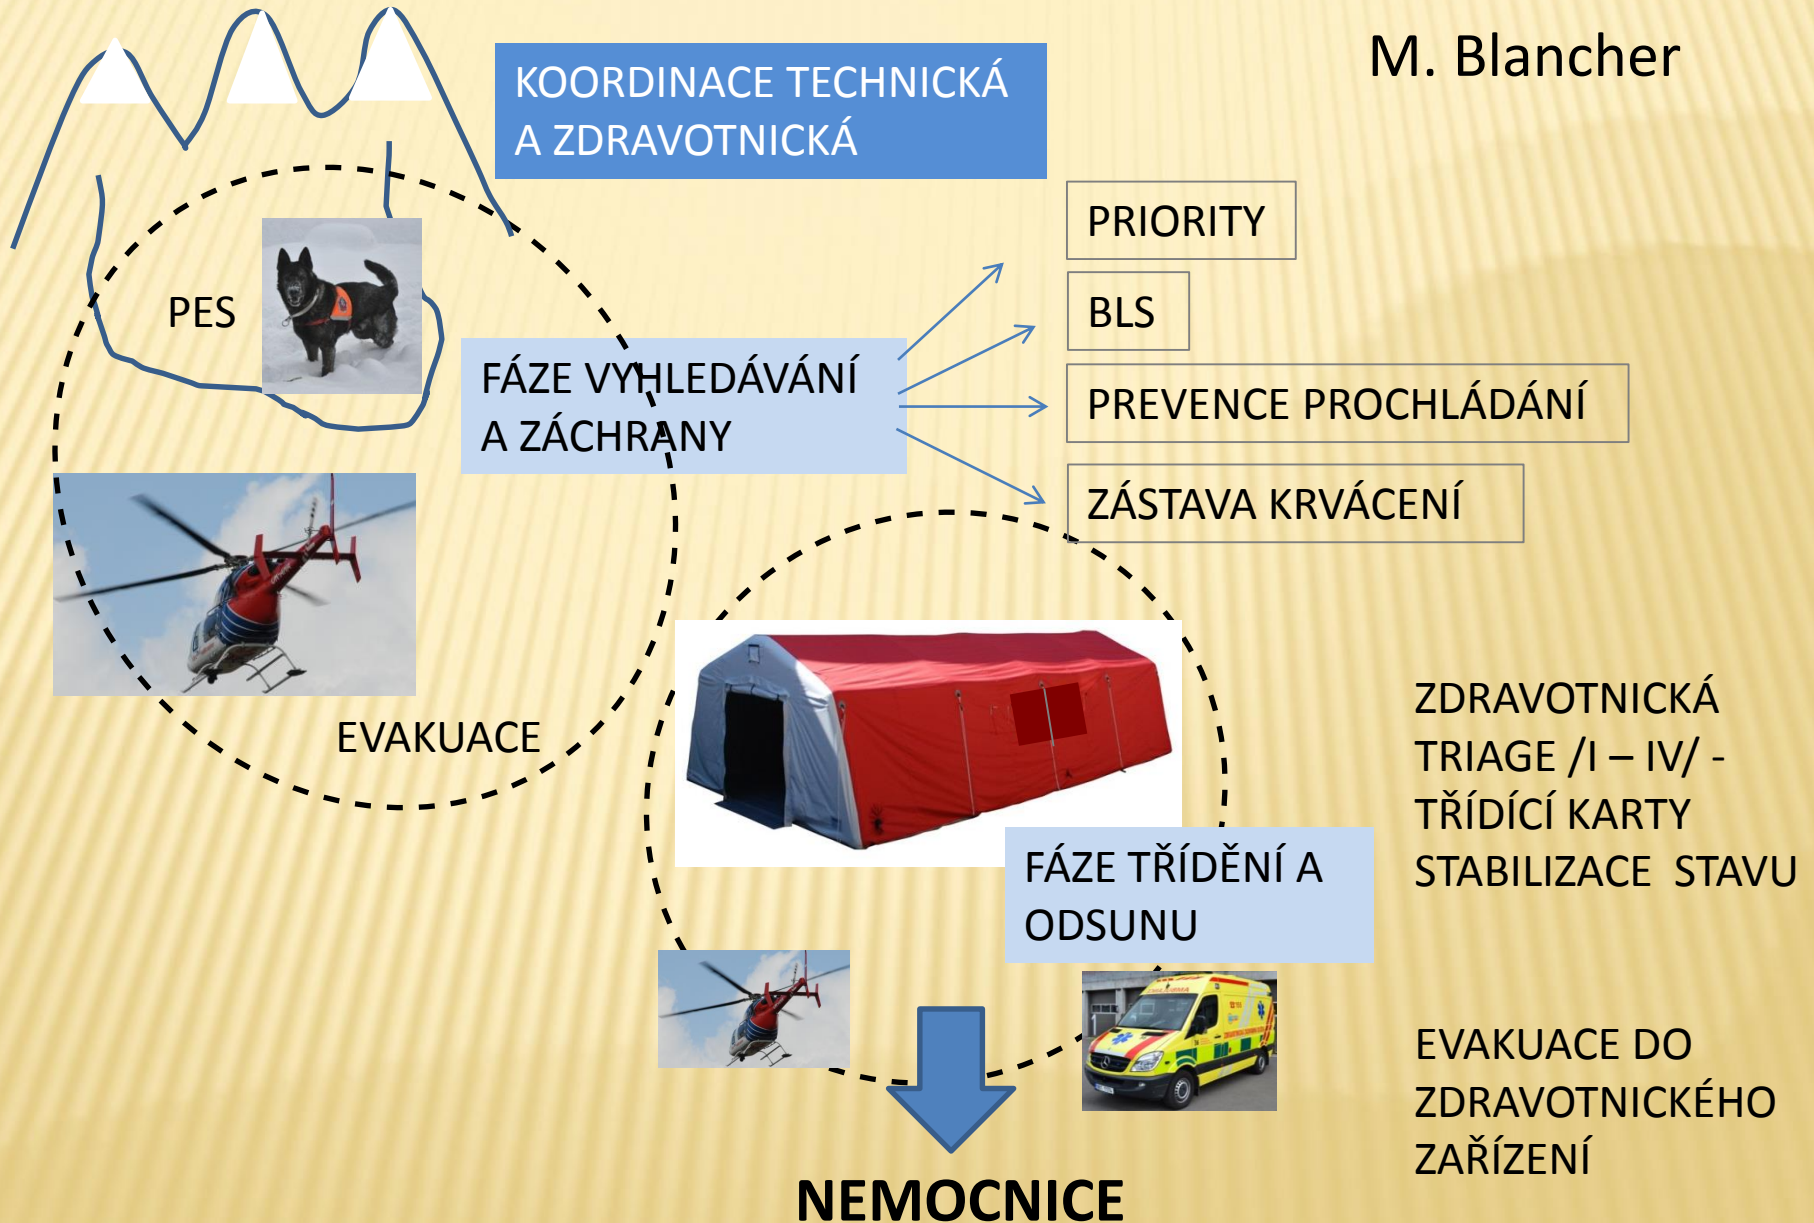 M. Blancher
KOORDINACE TECHNICKÁ
A ZDRAVOTNICKÁ
PRIORITY
BLS
PREVENCE PROCHLÁDÁNÍ
ZÁSTAVA KRVÁCENÍ
PES
FÁZE VYHLEDÁVÁNÍ
A ZÁCHRANY
EVAKUACE
ZDRAVOTNICKÁ
TRIAGE /I – IV/ -
TŘÍDÍCÍ KARTY
STABILIZACE STAVU
FÁZE TŘÍDĚNÍ A
ODSUNU
EVAKUACE DO
ZDRAVOTNICKÉHO
ZAŘÍZENÍ
NEMOCNICE